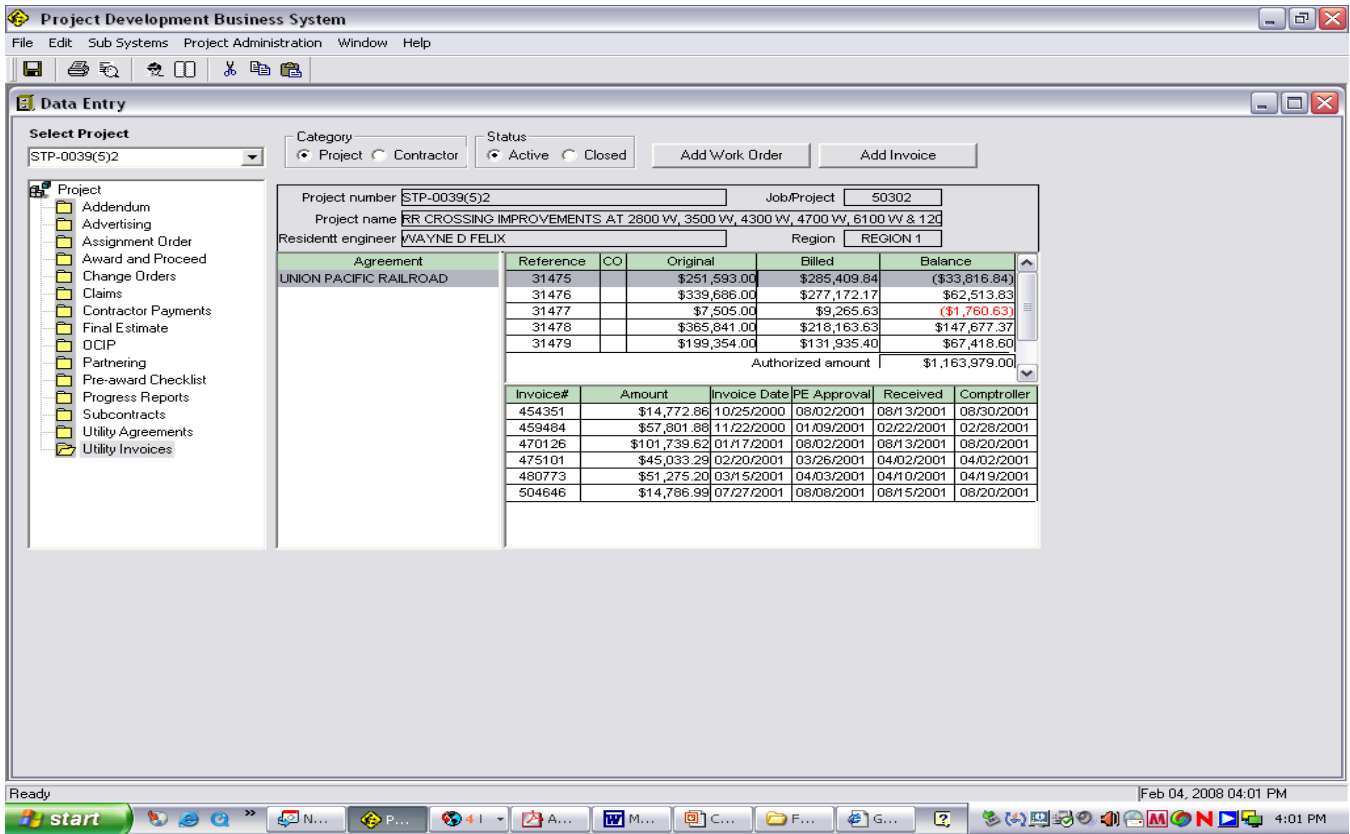 Project Development Business System
File Edit Sub Systems Project Administration Window Help
Data Entry
Select Project
STP-0039(5)2
Category
Project Contractor
Status
Active Closed
Add Work Order
Add Invoice
Project
Addendum
Advertising
Assignment Order
Award and Proceed
Change Orders
Claims
Contractor Payments
Final Estimate
OCIP
Partnering
Pre-award Checklist
Progress Reports
Subcontracts
Utility Agreements
Utility Invoices
Project number STP-0039(5)2 Job/Project 50302
Project name RR CROSSING IMPROVEMENTS AT 2800 W, 3500 W, 4300 W, 4700 W, 6100 W & 120
Residentt engineer WAYNE D FELIX Region REGION 1
Agreement
UNION PACIFIC RAILROAD
Reference CO Original Billed Balance
31475 $251,593.00 $285,409.84 ($33,816.84)
31476 $339,686.00 $277,172.17 $62,513.83
31477 $7,505.00 $9,265.63 ($1,760.63)
31478 $365,841.00 $218,163.63 $147,677.37
31479 $199,354.00 $131,935.40 $67,418.60
Authorized amount $1,163,979.00
Invoice# Amount Invoice Date PE Approval Received Comptroller
454351 $14,772.86 10/25/2000 08/02/2001 08/13/2001 08/30/2001
459484 $57,801.88 11/22/2000 01/09/2001 02/22/2001 02/28/2001
470126 $101,739.62 01/17/2001 08/02/2001 08/13/2001 08/20/2001
475101 $45,033.29 02/20/2001 03/26/2001 04/02/2001 04/02/2001
480773 $51,275.20 03/15/2001 04/03/2001 04/10/2001 04/19/2001
504646 $14,786.99 07/27/2001 08/08/2001 08/15/2001 08/20/2001
Ready Feb 04, 2008 04:01 PM
start » N... P... 4 I A... W M... C... F... G... ? M N 4:01 PM